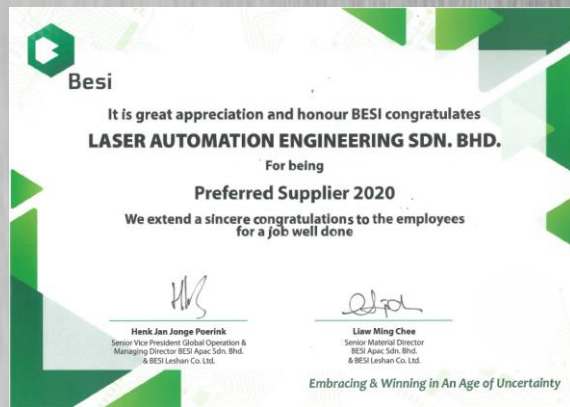 Besi
It is great appreciation and honour BESI congratulates
LASER AUTOMATION ENGINEERING SDN. BHD.
For being
Preferred Supplier 2020
We extend a sincere congratulations to the employees
for a job well done
Henk Jan Jonge Poerink
Senior Vice President Global Operation &
Managing Director BESI Apac Sdn. Bhd.
& BESI Leshan Co. Ltd.
Liaw Ming Chee
Senior Material Director
BESI Apac Sdn. Bhd.
& BESI Leshan Co. Ltd.
Embracing & Winning in An Age of Uncertainty